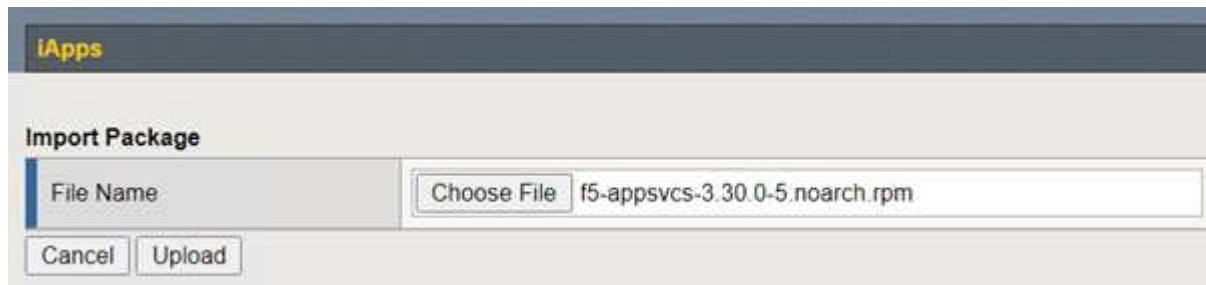 iApps
Import Package
File Name Choose File f5-appsvcs-3.30.0-5.noarch.rpm
Cancel Upload